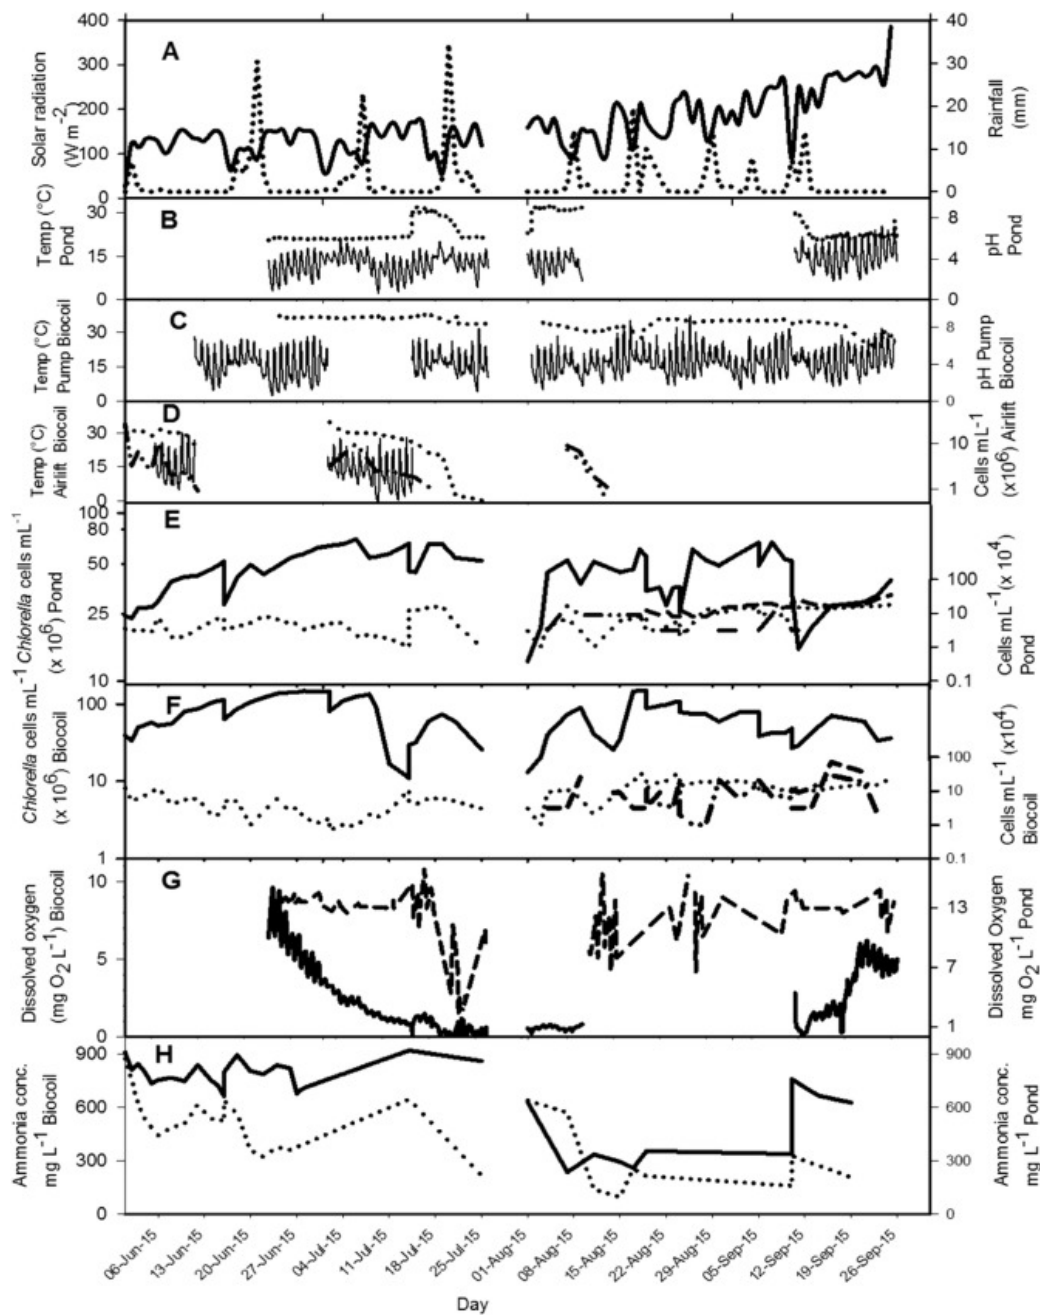 A
Solar radiation
(W m⁻²)
400
300
200
100
0
40
30
20
10
0
Rainfall
(mm)
B
Temp (°C)
Pond
30
15
0
8
4
0
pH
Pond
C
Temp (°C)
Pump Biocoil
30
15
0
8
4
0
pH Pump
Biocoil
D
Temp (°C)
Airlift Biocoil
30
15
0
10
1
Cells mL⁻¹
(x10⁶) Airlift
E
Chlorella cells mL⁻¹
(x 10⁶) Pond
100
80
50
25
10
100
10
1
0.1
Cells mL⁻¹ (x 10⁴)
Pond
F
Chlorella cells mL⁻¹
(x 10⁶) Biocoil
100
10
1
100
10
1
0.1
Cells mL⁻¹ (x10⁴)
Biocoil
G
Dissolved oxygen
(mg O₂ L⁻¹) Biocoil
10
5
0
13
7
1
Dissolved Oxygen
mg O₂ L⁻¹ Pond
H
Ammonia conc.
mg L⁻¹ Biocoil
900
600
300
0
900
600
300
0
Ammonia conc.
mg L⁻¹ Pond
06-Jun-15
13-Jun-15
20-Jun-15
27-Jun-15
04-Jul-15
11-Jul-15
18-Jul-15
25-Jul-15
01-Aug-15
08-Aug-15
15-Aug-15
22-Aug-15
29-Aug-15
05-Sep-15
12-Sep-15
19-Sep-15
26-Sep-15
Day